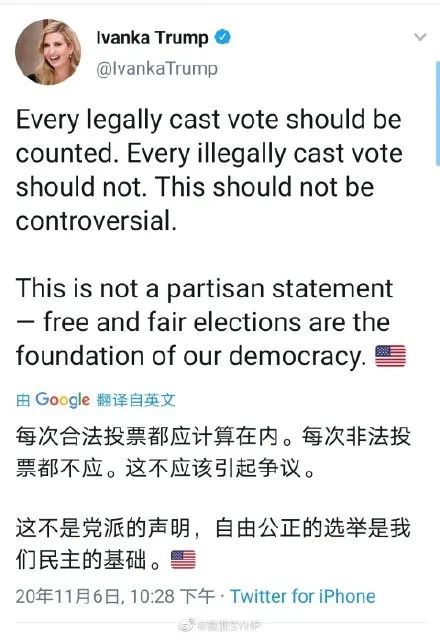 Ivanka Trump
@IvankaTrump
Every legally cast vote should be
counted. Every illegally cast vote
should not. This should not be
controversial.
This is not a partisan statement
— free and fair elections are the
foundation of our democracy. 🇺🇸
由 Google 翻译自英文
每次合法投票都应计算在内。每次非法投
票都不应。这不应该引起争议。
这不是党派的声明，自由公正的选举是我
们民主的基础。🇺🇸
20年11月6日, 10:28 下午 · Twitter for iPhone